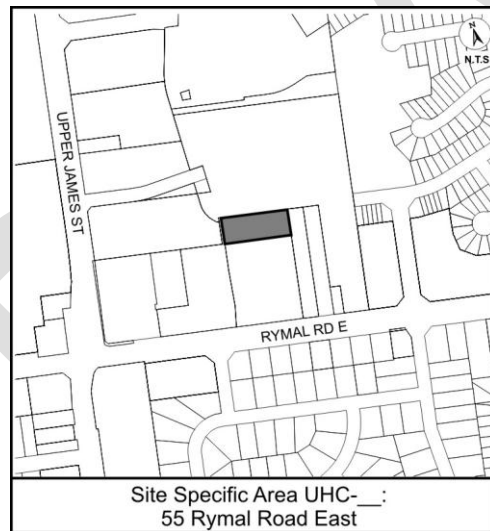 N
N.T.S
UPPER JAMES ST
RYMAL RD E
Site Specific Area UHC-__:
55 Rymal Road East